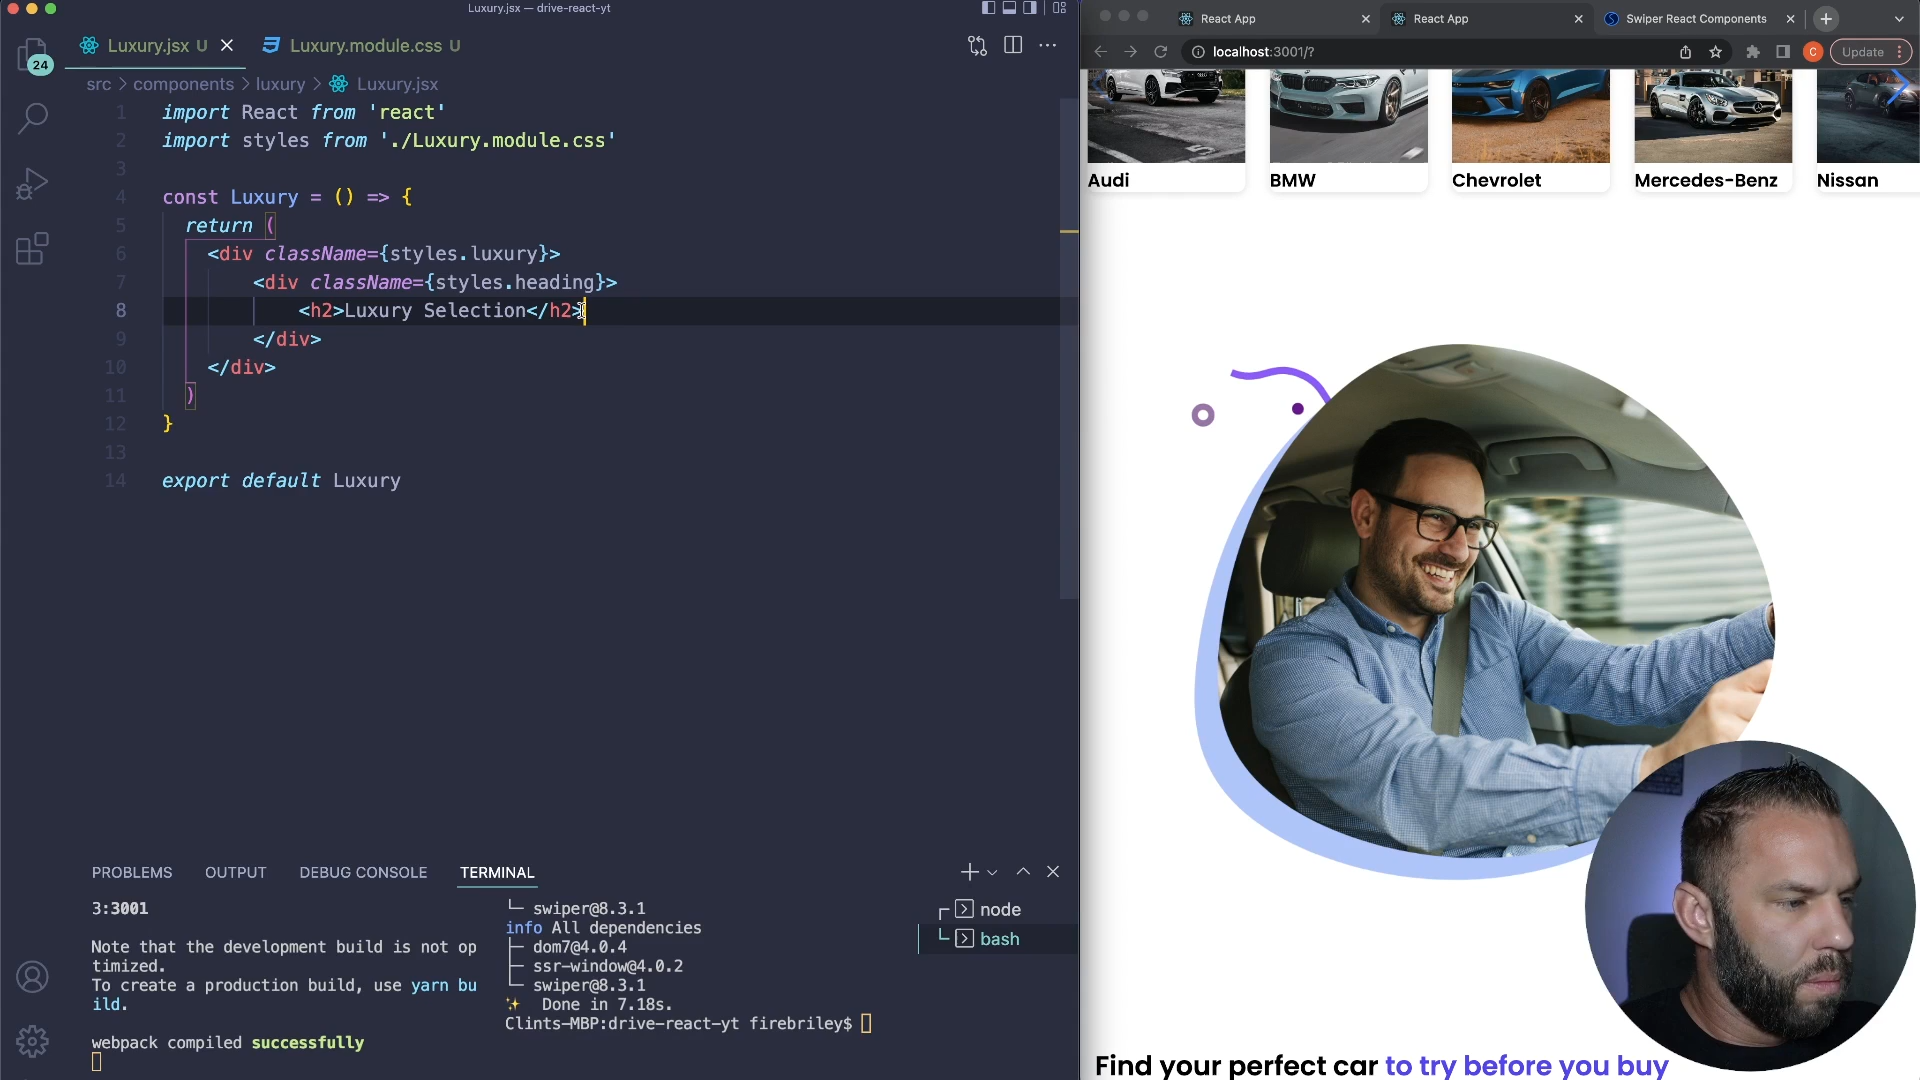 Luxury.jsx — drive-react-yt
Luxury.jsx U
Luxury.module.css U
24
src > components > luxury > Luxury.jsx
1 import React from 'react'
2 import styles from './Luxury.module.css'
3
4 const Luxury = () => {
5 return (
6 <div className={styles.luxury}>
7 <div className={styles.heading}>
8 <h2>Luxury Selection</h2>
9 </div>
10 </div>
11 )
12 }
13
14 export default Luxury
PROBLEMS OUTPUT DEBUG CONSOLE TERMINAL
3:3001
Note that the development build is not op
timized.
To create a production build, use yarn bu
ild.
webpack compiled successfully
└─ swiper@8.3.1
info All dependencies
├─ dom7@4.0.4
├─ ssr-window@4.0.2
└─ swiper@8.3.1
✨ Done in 7.18s.
Clints-MBP:drive-react-yt firebriley$
node
bash
React App
React App
Swiper React Components
localhost:3001/?
C
Update
Audi
BMW
Chevrolet
Mercedes-Benz
Nissan
Find your perfect car to try before you buy